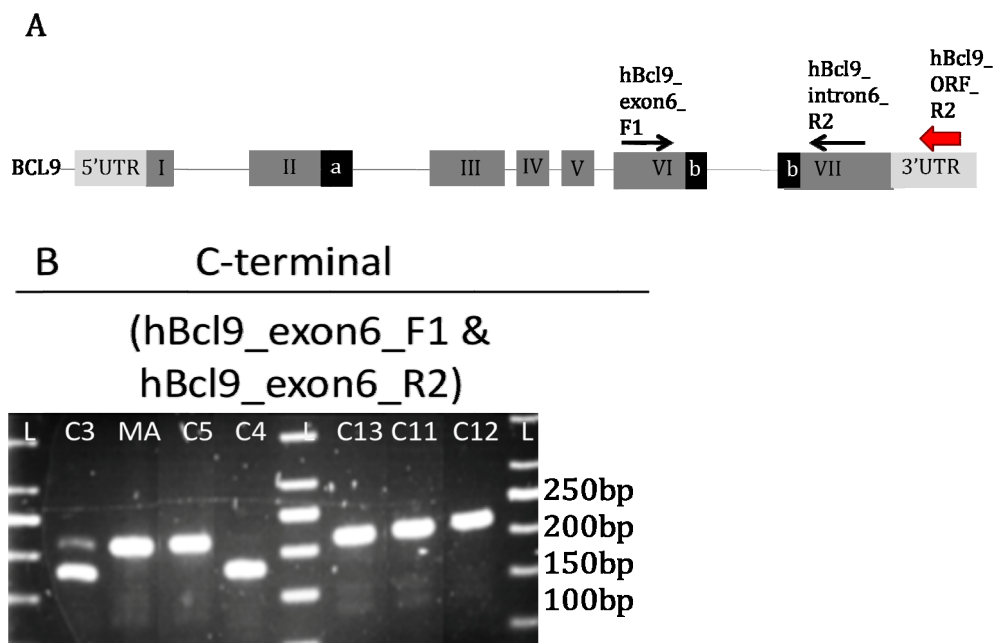 A
hBcl9_
exon6_
F1
hBcl9_
intron6_
R2
hBcl9_
ORF_
R2
BCL9 5'UTR I II a III IV V VI b b VII 3'UTR
B C-terminal
(hBcl9_exon6_F1 &
hBcl9_exon6_R2)
L C3 MA C5 C4 L C13 C11 C12 L
250bp
200bp
150bp
100bp